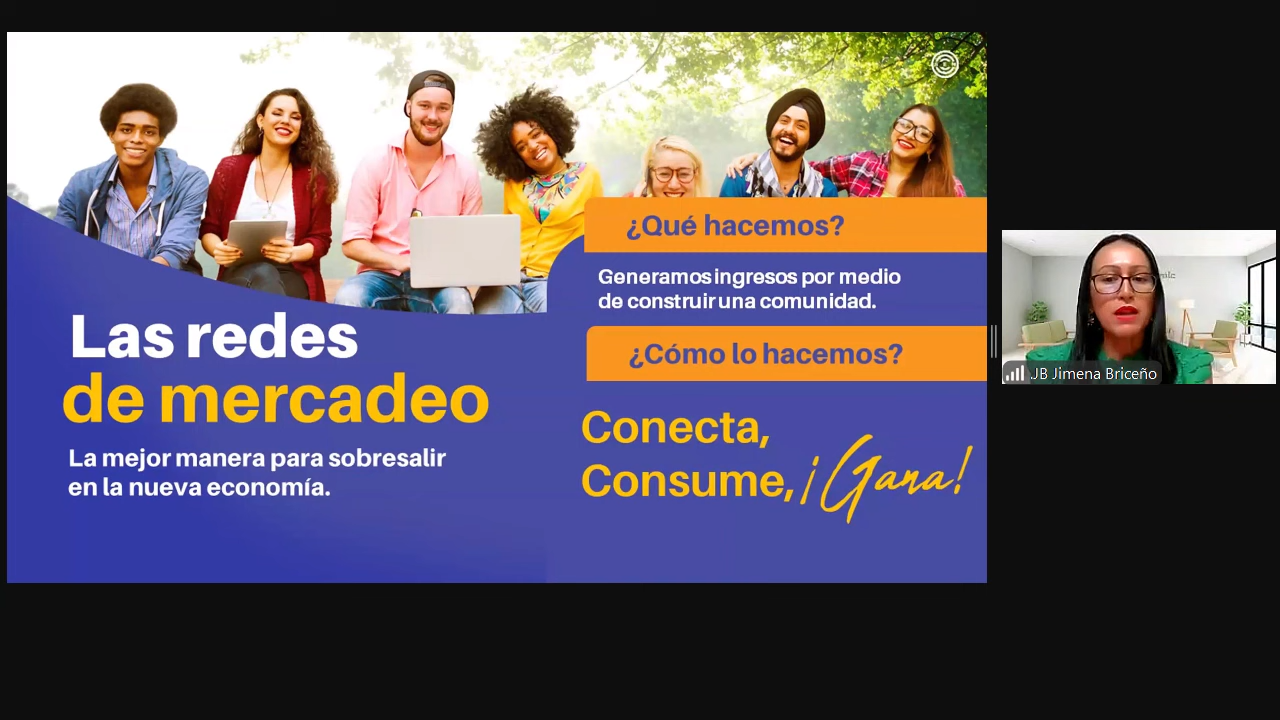 Las redes
de mercadeo
La mejor manera para sobresalir
en la nueva economía.
¿Qué hacemos?
Generamos ingresos por medio
de construir una comunidad.
¿Cómo lo hacemos?
Conecta,
Consume, ¡Gana!
JB Jimena Briceño